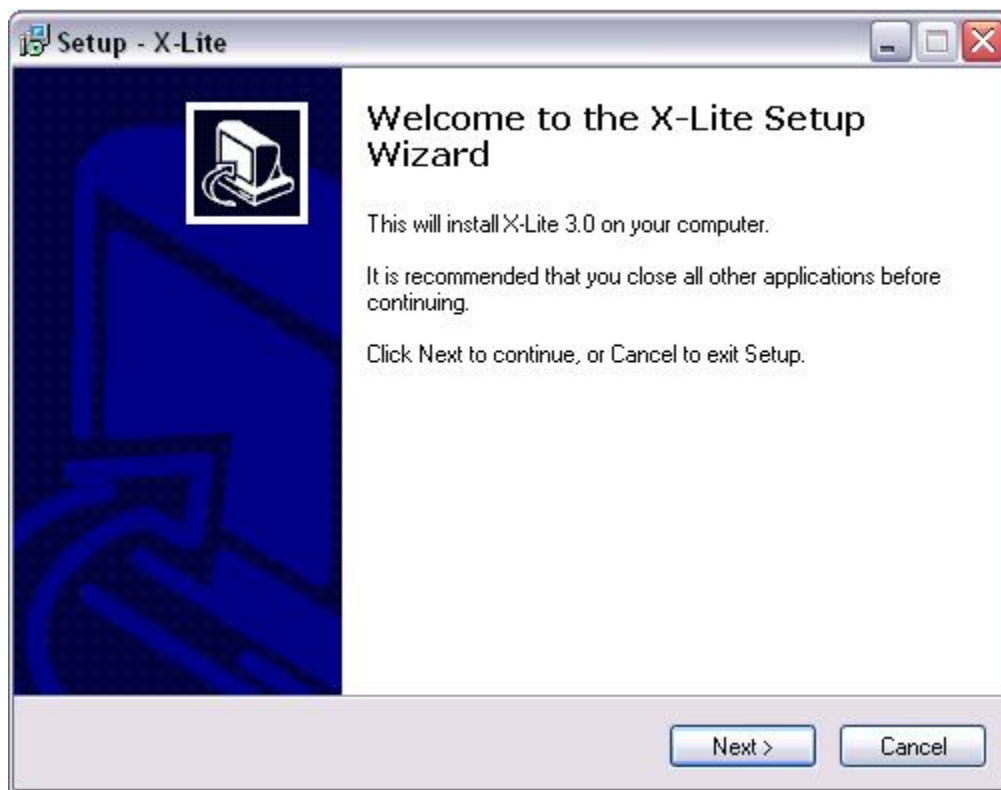 Setup - X-Lite
Welcome to the X-Lite Setup
Wizard
This will install X-Lite 3.0 on your computer.
It is recommended that you close all other applications before
continuing.
Click Next to continue, or Cancel to exit Setup.
Next >
Cancel